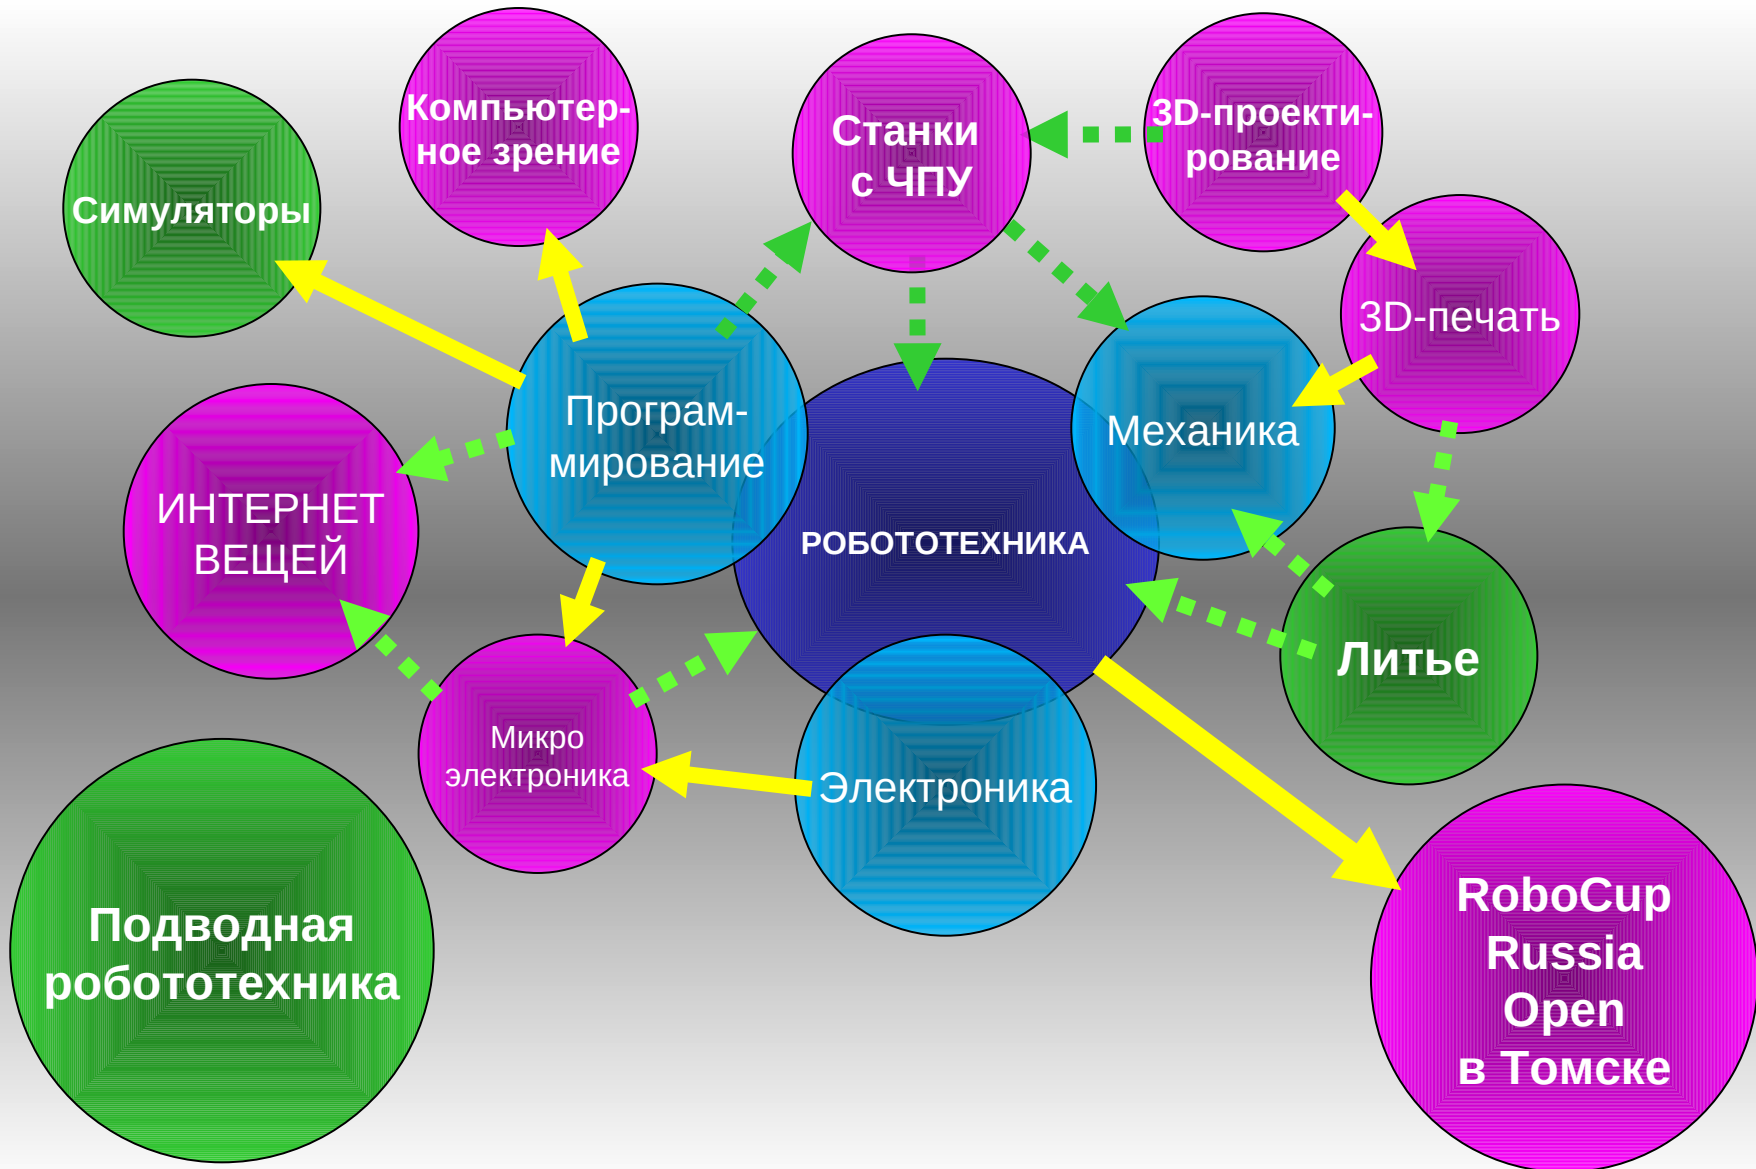 Компьютер-
ное зрение
Станки
с ЧПУ
3D-проекти-
рование
Симуляторы
3D-печать
Програм-
мирование
Механика
ИНТЕРНЕТ
ВЕЩЕЙ
РОБОТОТЕХНИКА
Литье
Микро
электроника
Электроника
Подводная
робототехника
RoboCup
Russia
Open
в Томске